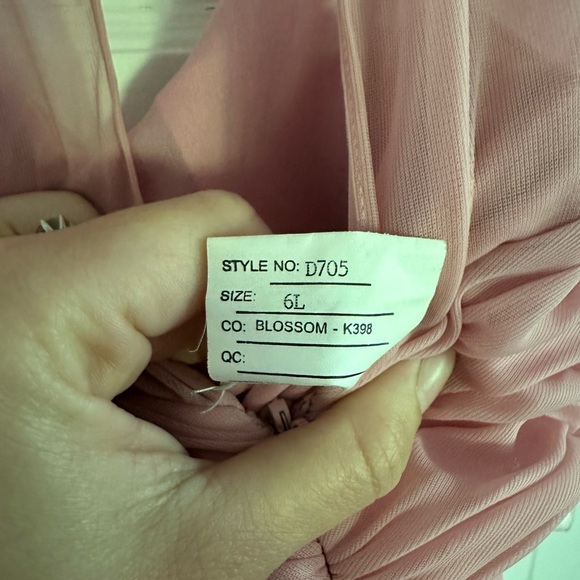 STYLE NO: D705
SIZE: 6L
CO: BLOSSOM - K398
QC: